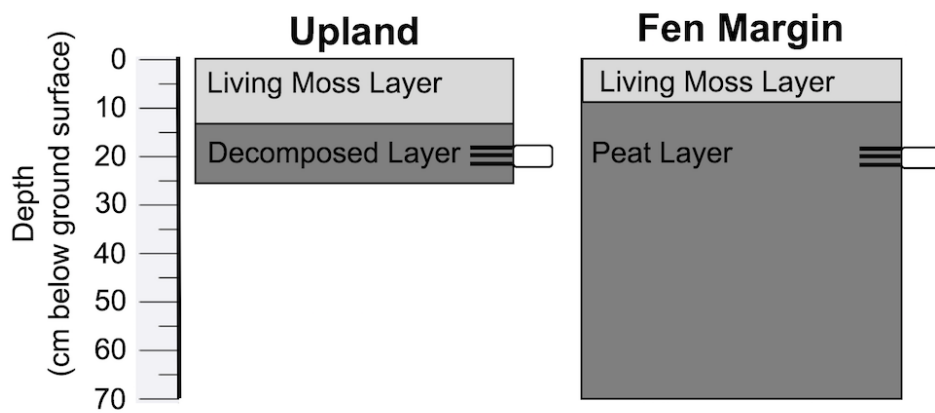 Upland
Fen Margin
Depth
(cm below ground surface)
0
10
20
30
40
50
60
70
Living Moss Layer
Decomposed Layer
Living Moss Layer
Peat Layer